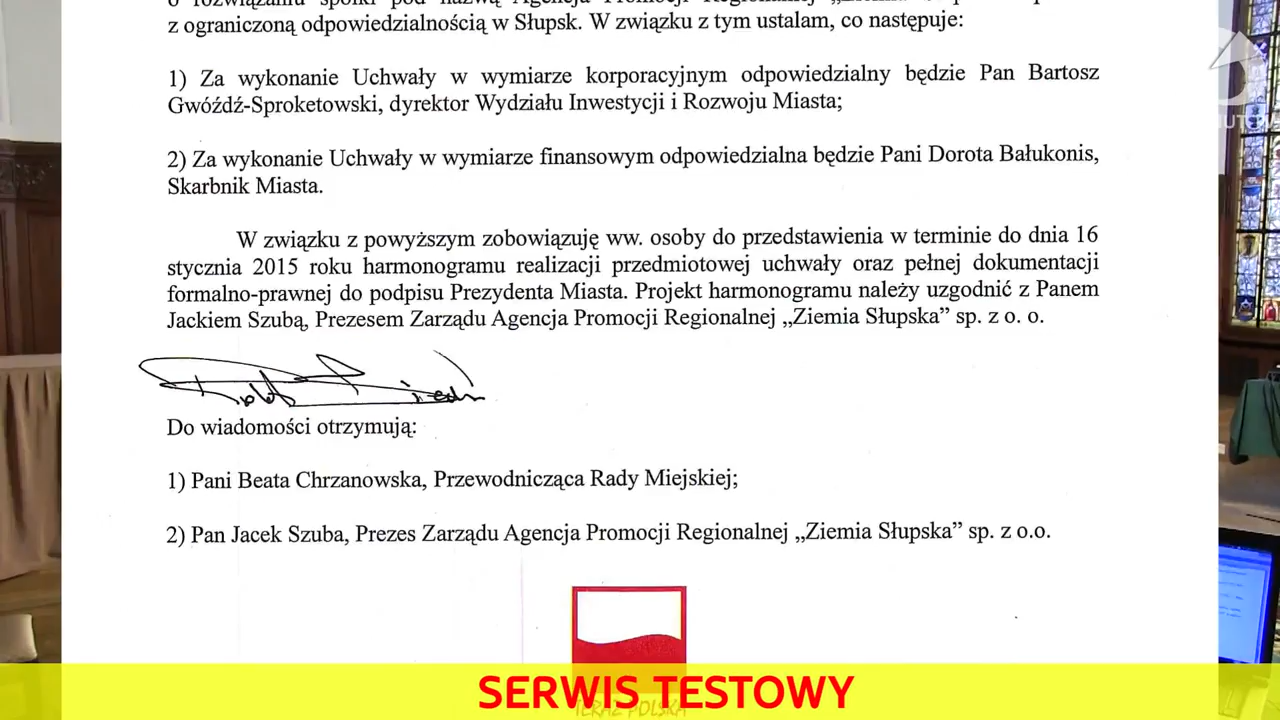 z ograniczoną odpowiedzialnością w Słupsk. W związku z tym ustalam, co następuje:
1) Za wykonanie Uchwały w wymiarze korporacyjnym odpowiedzialny będzie Pan Bartosz
Gwóźdź-Sproketowski, dyrektor Wydziału Inwestycji i Rozwoju Miasta;
2) Za wykonanie Uchwały w wymiarze finansowym odpowiedzialna będzie Pani Dorota Bałukonis,
Skarbnik Miasta.
W związku z powyższym zobowiązuję ww. osoby do przedstawienia w terminie do dnia 16
stycznia 2015 roku harmonogramu realizacji przedmiotowej uchwały oraz pełnej dokumentacji
formalno-prawnej do podpisu Prezydenta Miasta. Projekt harmonogramu należy uzgodnić z Panem
Jackiem Szubą, Prezesem Zarządu Agencja Promocji Regionalnej „Ziemia Słupska” sp. z o. o.
Do wiadomości otrzymują:
1) Pani Beata Chrzanowska, Przewodnicząca Rady Miejskiej;
2) Pan Jacek Szuba, Prezes Zarządu Agencja Promocji Regionalnej „Ziemia Słupska” sp. z o.o.
SERWIS TESTOWY
TERAZ POLSKA